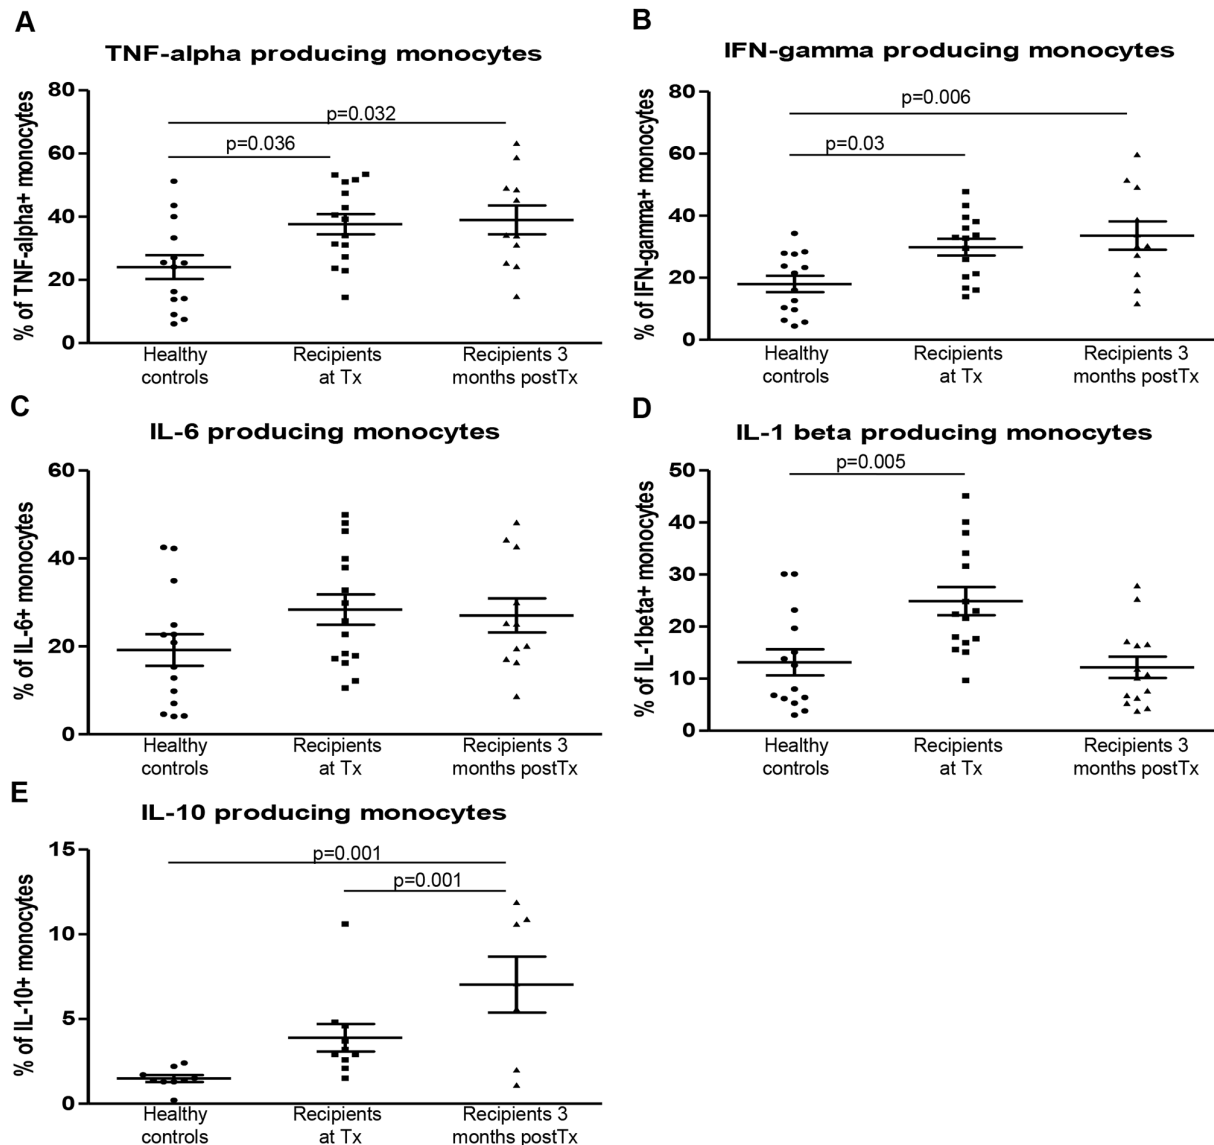 A
TNF-alpha producing monocytes
% of TNF-alpha+ monocytes
80
60
40
20
0
p=0.032
p=0.036
Healthy controls
Recipients at Tx
Recipients 3 months postTx
B
IFN-gamma producing monocytes
% of IFN-gamma+ monocytes
80
60
40
20
0
p=0.006
p=0.03
Healthy controls
Recipients at Tx
Recipients 3 months postTx
C
IL-6 producing monocytes
% of IL-6+ monocytes
60
40
20
0
Healthy controls
Recipients at Tx
Recipients 3 months postTx
D
IL-1 beta producing monocytes
% of IL-1beta+ monocytes
50
40
30
20
10
0
p=0.005
Healthy controls
Recipients at Tx
Recipients 3 months postTx
E
IL-10 producing monocytes
% of IL-10+ monocytes
15
10
5
0
p=0.001
p=0.001
Healthy controls
Recipients at Tx
Recipients 3 months postTx